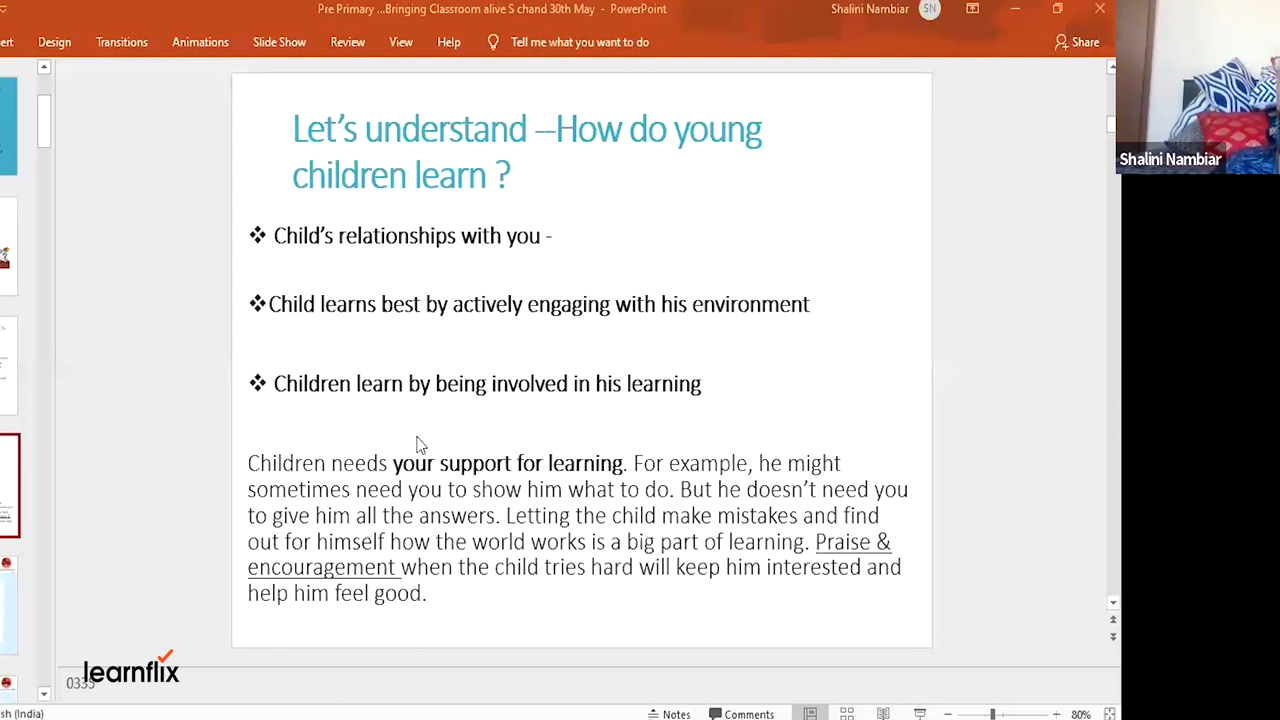 Pre Primary ...Bringing Classroom alive S chand 30th May - PowerPoint
Shalini Nambiar
SN
Design Transitions Animations Slide Show Review View Help Tell me what you want to do
Share
Let's understand --How do young
children learn ?
Shalini Nambiar
❖ Child's relationships with you -
❖Child learns best by actively engaging with his environment
❖ Children learn by being involved in his learning
Children needs your support for learning. For example, he might
sometimes need you to show him what to do. But he doesn't need you
to give him all the answers. Letting the child make mistakes and find
out for himself how the world works is a big part of learning. Praise &
encouragement when the child tries hard will keep him interested and
help him feel good.
learnflix
(India)
Notes Comments
80%